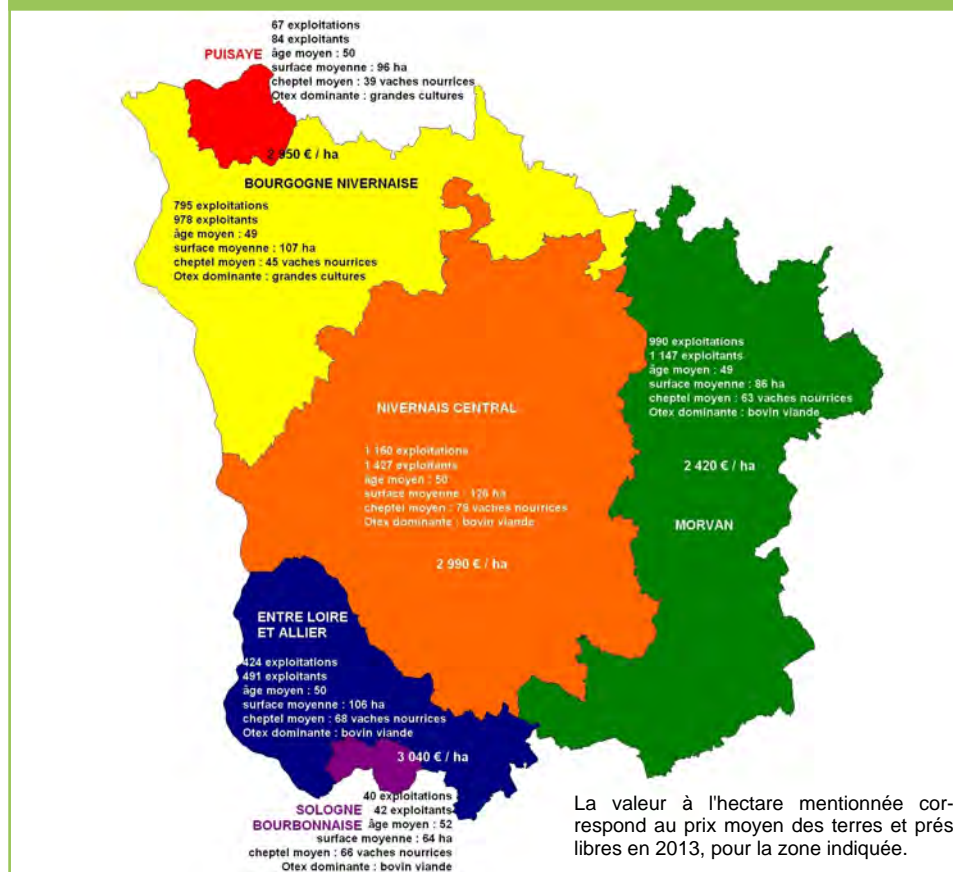 67 exploitations
84 exploitants
PUISAYE âge moyen : 50
surface moyenne : 96 ha
cheptel moyen : 39 vaches nourrices
Otex dominante : grandes cultures
2 950 € / ha
BOURGOGNE NIVERNAISE
795 exploitations
978 exploitants
âge moyen : 49
surface moyenne : 107 ha
cheptel moyen : 45 vaches nourrices
Otex dominante : grandes cultures
990 exploitations
1 147 exploitants
âge moyen : 49
surface moyenne : 86 ha
cheptel moyen : 63 vaches nourrices
Otex dominante : bovin viande
2 420 € / ha
MORVAN
NIVERNAIS CENTRAL
1 160 exploitations
1 427 exploitants
âge moyen : 50
surface moyenne : 126 ha
cheptel moyen : 78 vaches nourrices
Otex dominante : bovin viande
2 990 € / ha
ENTRE LOIRE
ET ALLIER
424 exploitations
491 exploitants
âge moyen : 50
surface moyenne : 106 ha
cheptel moyen : 68 vaches nourrices
Otex dominante : bovin viande
3 040 € / ha
40 exploitations
SOLOGNE 42 exploitants
BOURBONNAISE âge moyen : 52
surface moyenne : 64 ha
cheptel moyen : 66 vaches nourrices
Otex dominante : bovin viande
La valeur à l'hectare mentionnée cor-
respond au prix moyen des terres et prés
libres en 2013, pour la zone indiquée.